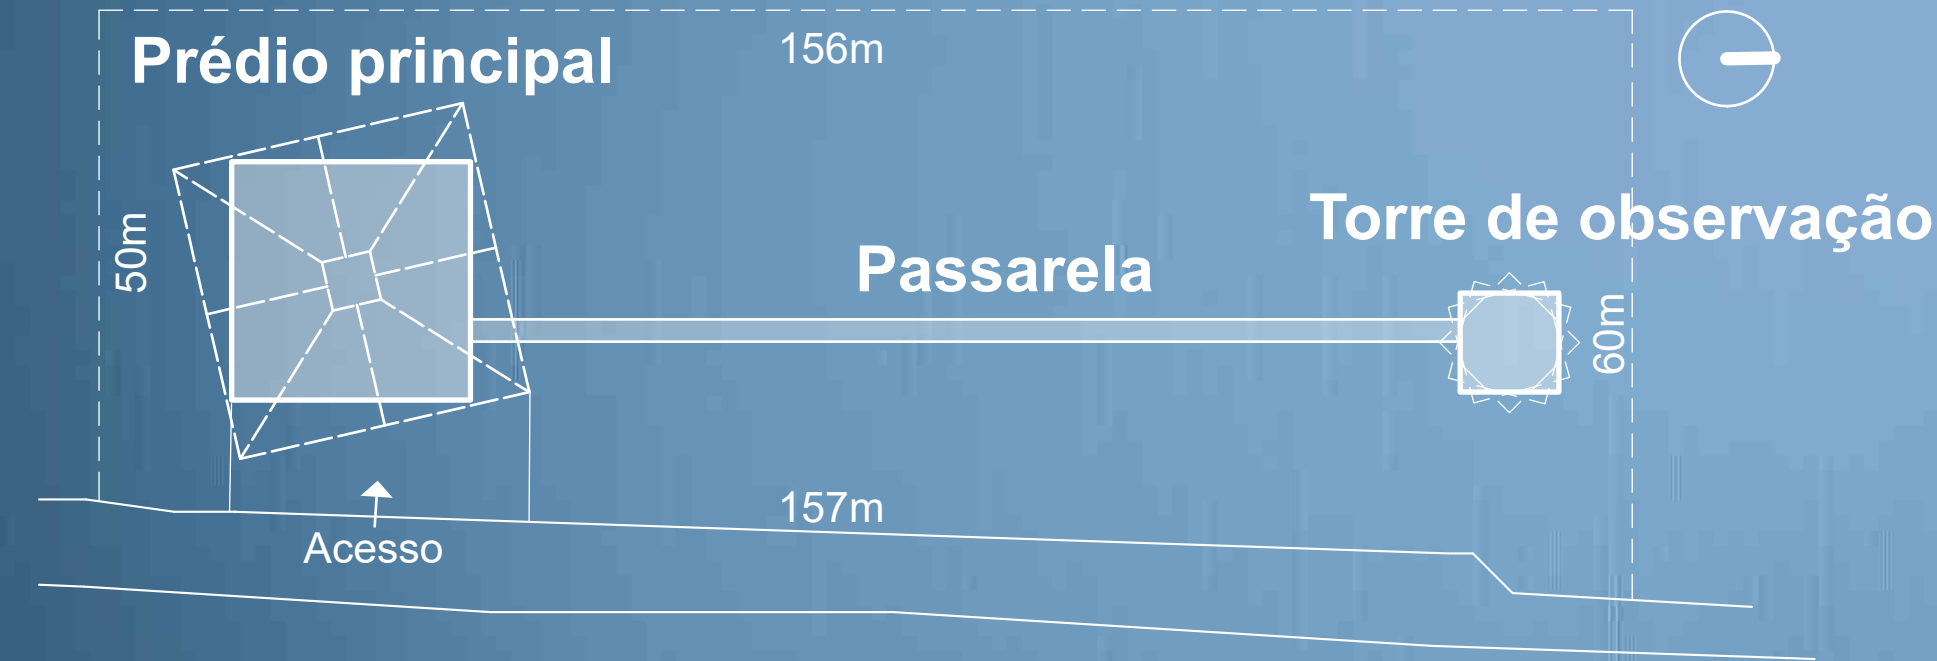 Prédio principal
156m
50m
Torre de observação
Passarela
60m
157m
Acesso